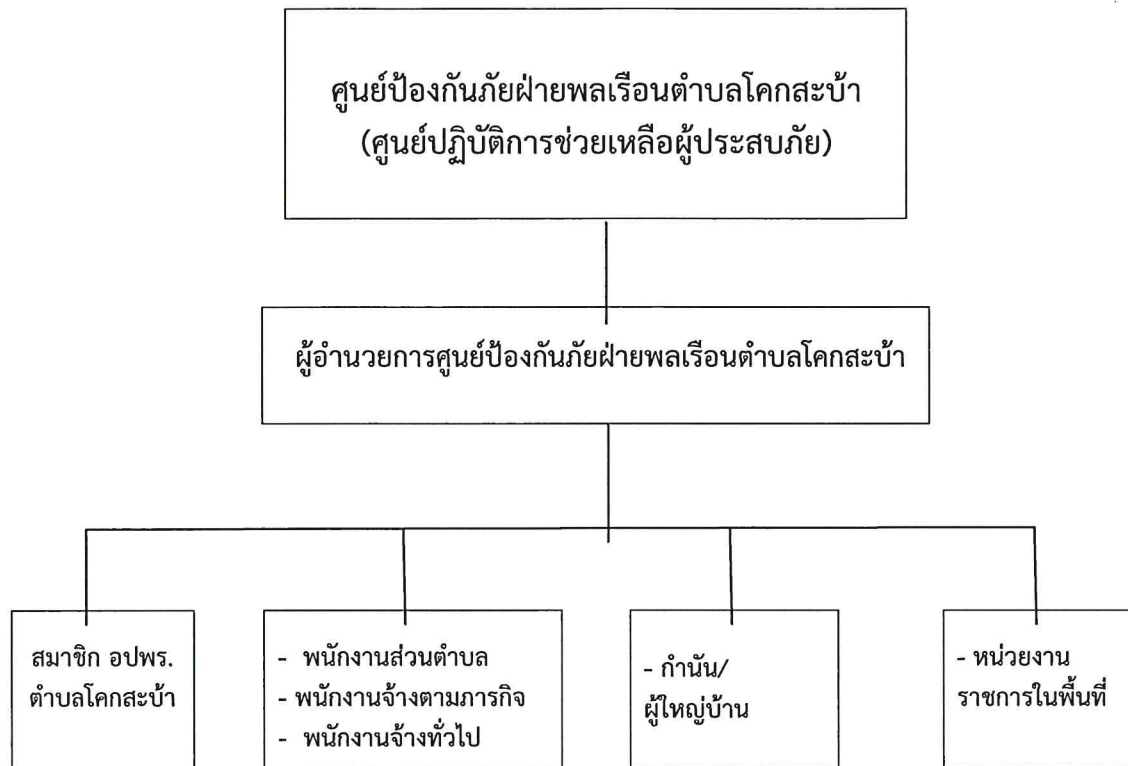 ศูนย์ป้องกันภัยฝ่ายพลเรือนตำบลโคกสะบ้า
(ศูนย์ปฏิบัติการช่วยเหลือผู้ประสบภัย)
ผู้อำนวยการศูนย์ป้องกันภัยฝ่ายพลเรือนตำบลโคกสะบ้า
สมาชิก อปพร.
ตำบลโคกสะบ้า
- พนักงานส่วนตำบล
- พนักงานจ้างตามภารกิจ
- พนักงานจ้างทั่วไป
- กำนัน/
ผู้ใหญ่บ้าน
- หน่วยงาน
ราชการในพื้นที่